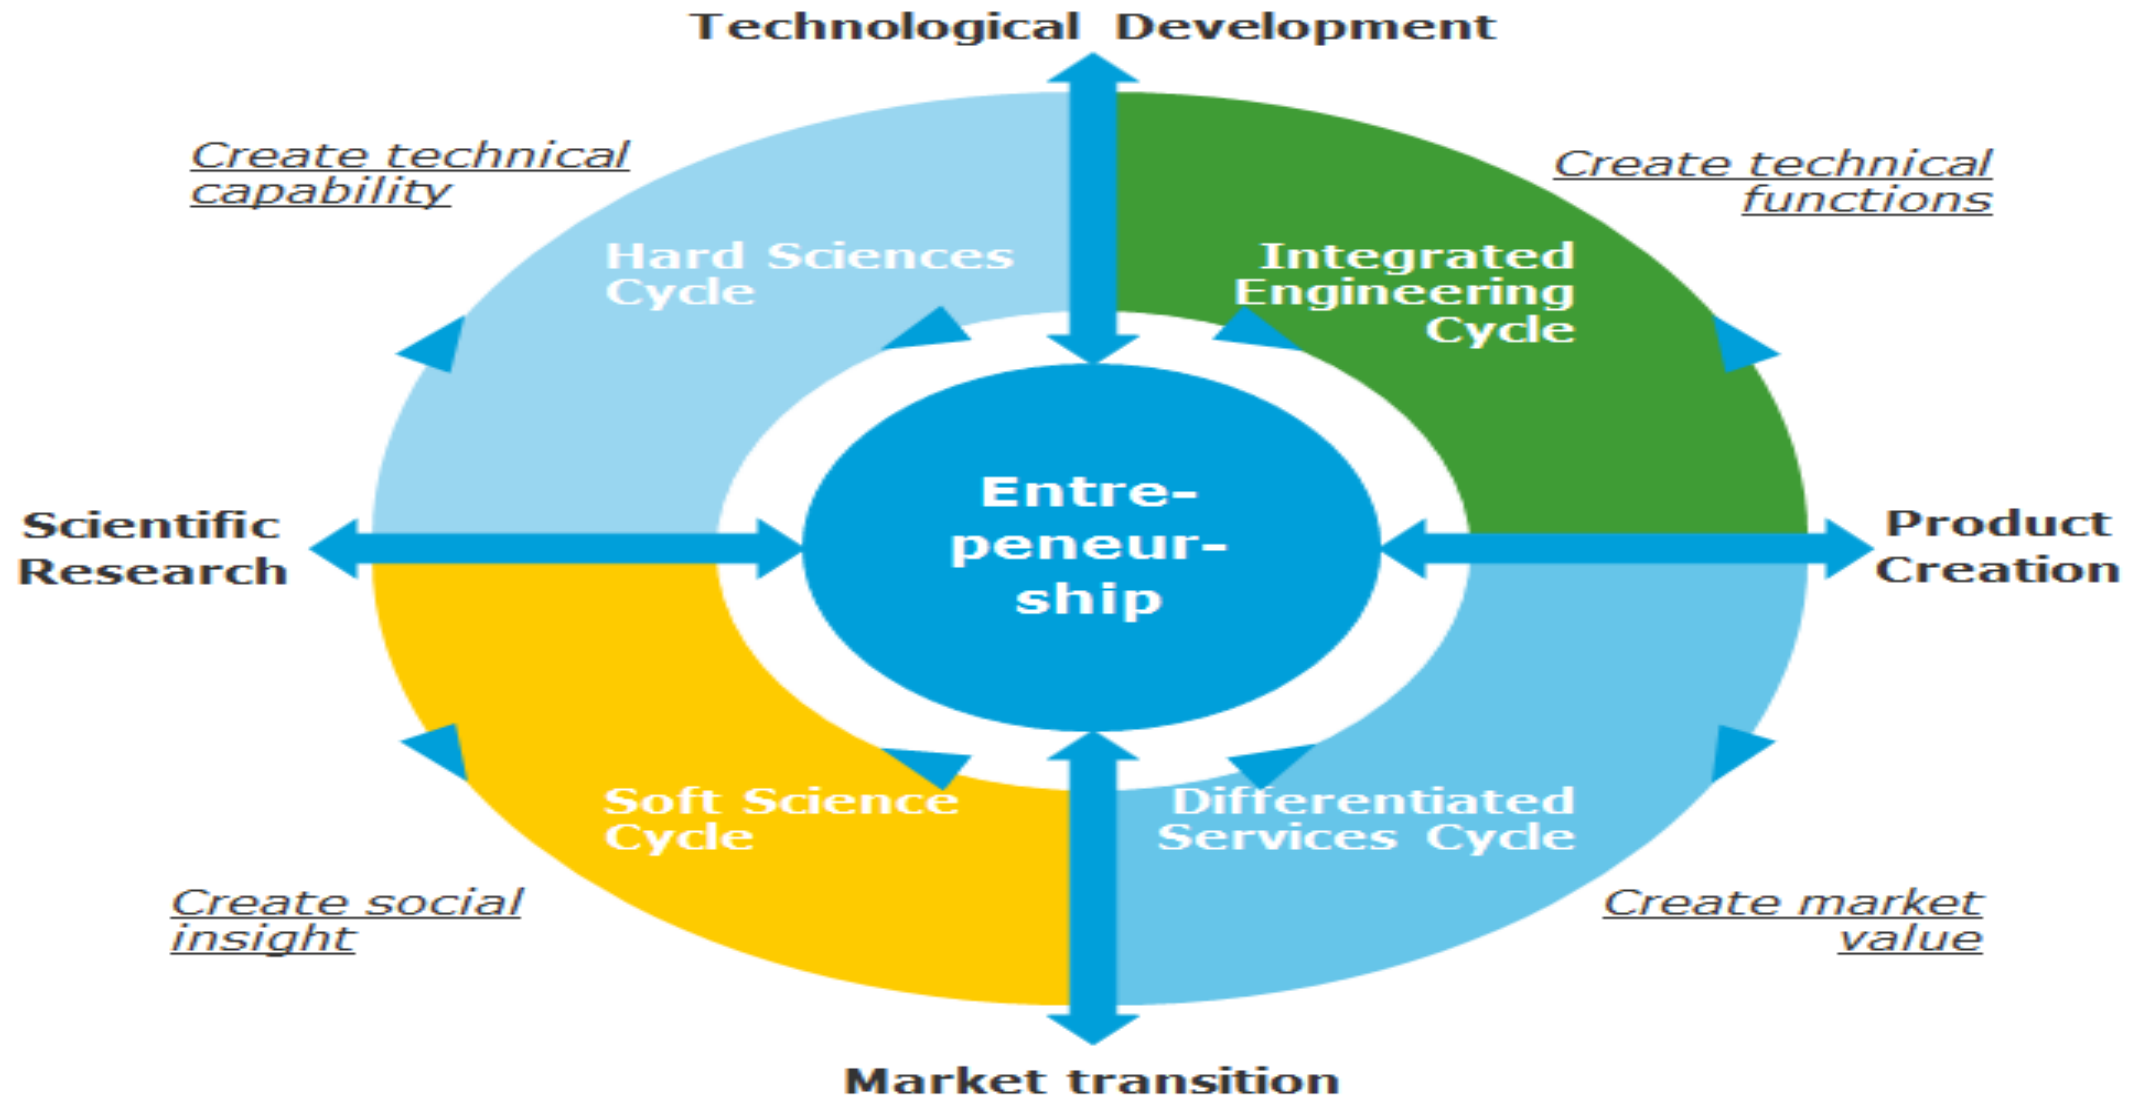 Technological Development
Create technical
capability
Create technical
functions
Hard Sciences
Cycle
Integrated
Engineering
Cycle
Scientific
Research
Entre-
peneur-
ship
Product
Creation
Soft Science
Cycle
Differentiated
Services Cycle
Create social
insight
Create market
value
Market transition